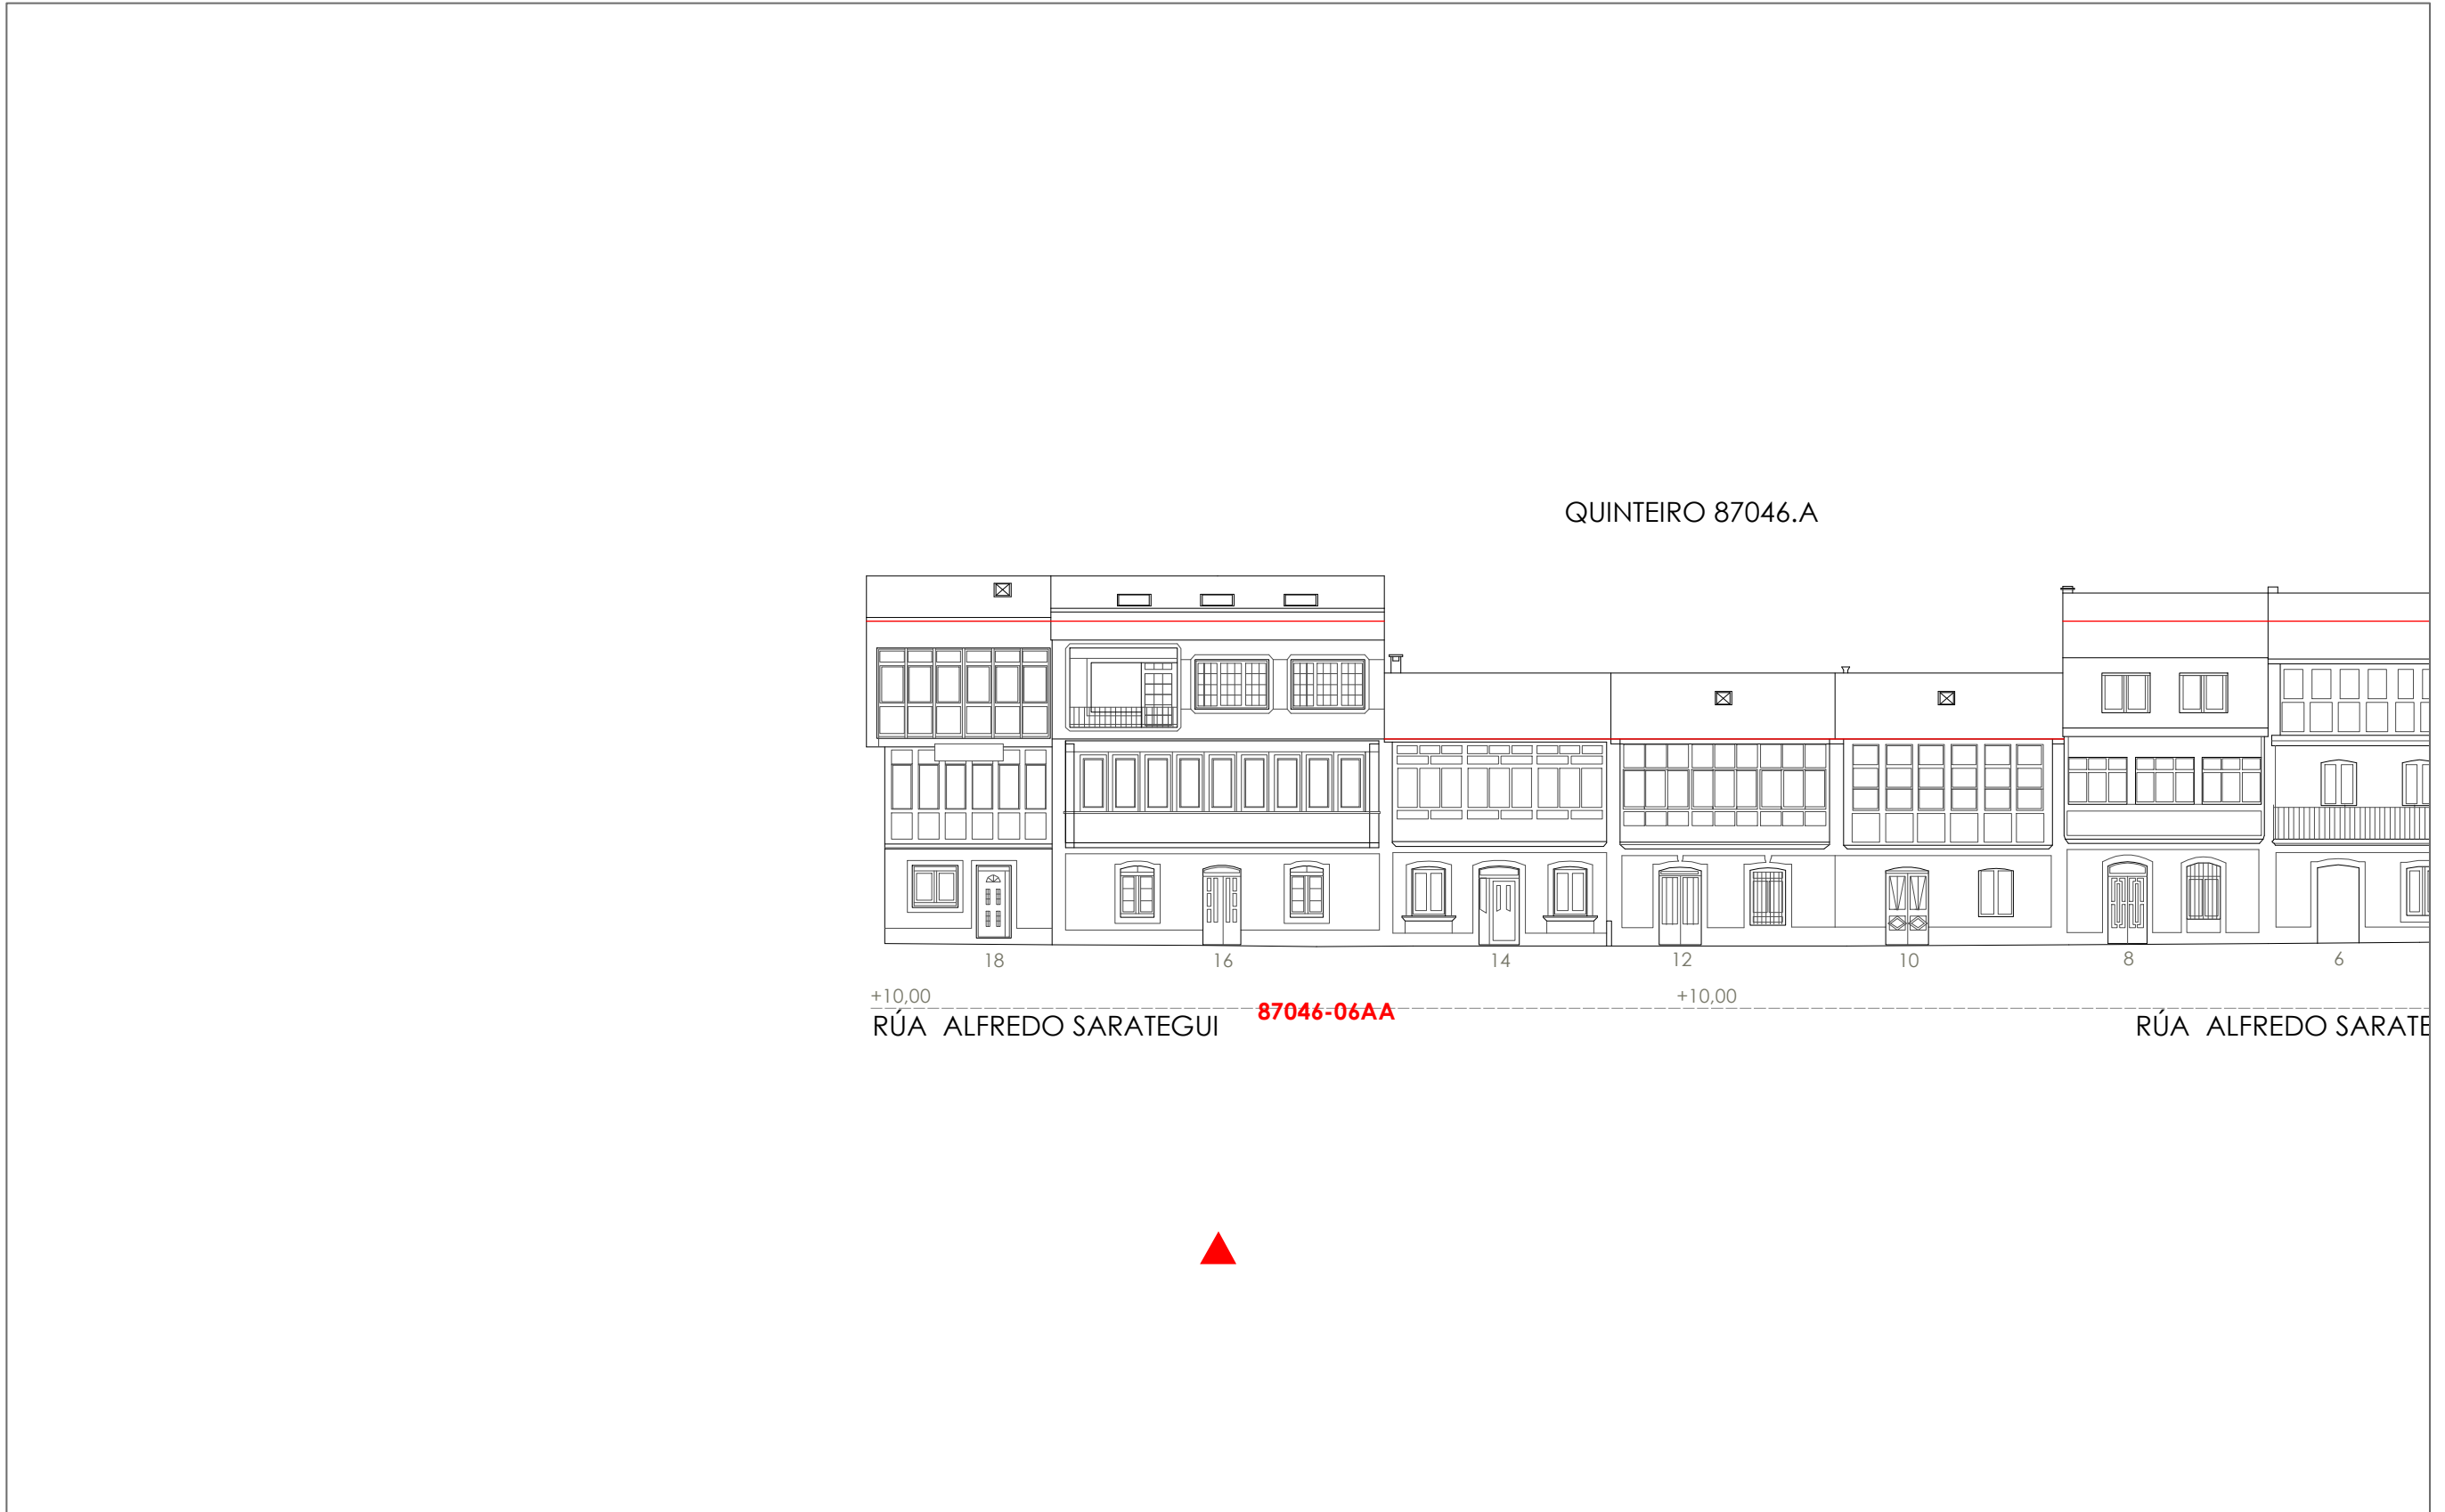 QUINTEIRO 87046.A
18
16
14
12
10
8
6
+10,00
+10,00
87046-06AA
RÚA ALFREDO SARATEGUI
RÚA ALFREDO SARATE